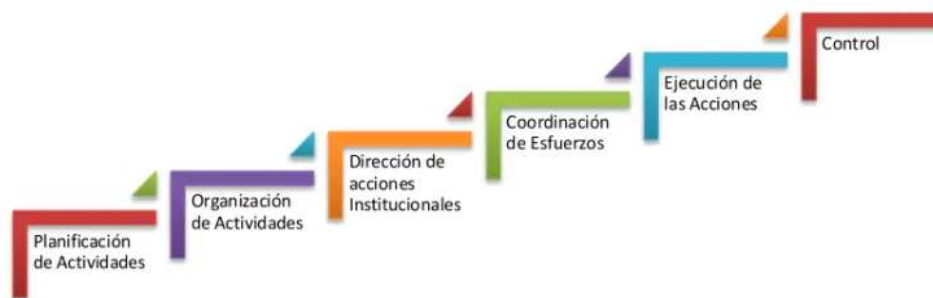 Planificación
de Actividades
Organización
de Actividades
Dirección de
acciones
Institucionales
Coordinación
de Esfuerzos
Ejecución de
las Acciones
Control